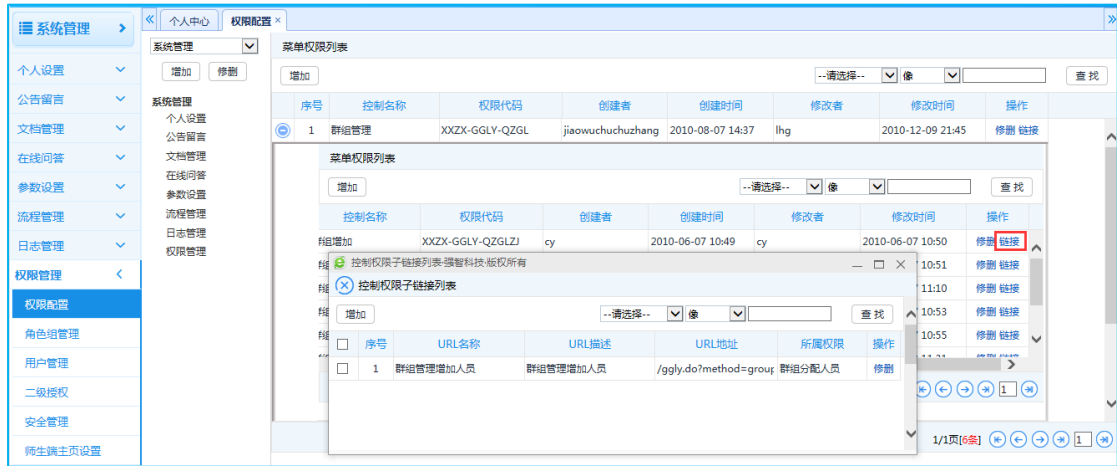 系统管理
个人中心 权限配置
系统管理
增加 修删
系统管理
个人设置
公告留言
文档管理
在线问答
参数设置
流程管理
日志管理
权限管理
个人设置
公告留言
文档管理
在线问答
参数设置
流程管理
日志管理
权限管理
权限配置
角色组管理
用户管理
二级授权
安全管理
师生端主页设置
菜单权限列表
增加 --请选择-- 像 查 找
序号 控制名称 权限代码 创建者 创建时间 修改者 修改时间 操作
1 群组管理 XXZX-GGLY-QZGL jiaowuchuchuzhang 2010-08-07 14:37 lhg 2010-12-09 21:45 修删 链接
菜单权限列表
增加 --请选择-- 像 查 找
控制名称 权限代码 创建者 创建时间 修改者 修改时间 操作
组增加 XXZX-GGLY-QZGLZJ cy 2010-06-07 10:49 cy 2010-06-07 10:50 修删 链接
10:51 修删 链接
11:10 修删 链接
10:53 修删 链接
10:55 修删 链接
控制权限子链接列表-强智科技·版权所有
控制权限子链接列表
增加 --请选择-- 像 查 找
序号 URL名称 URL描述 URL地址 所属权限 操作
1 群组管理增加人员 群组管理增加人员 /ggly.do?method=group 群组分配人员 修删
1
1/1页[6条] 1